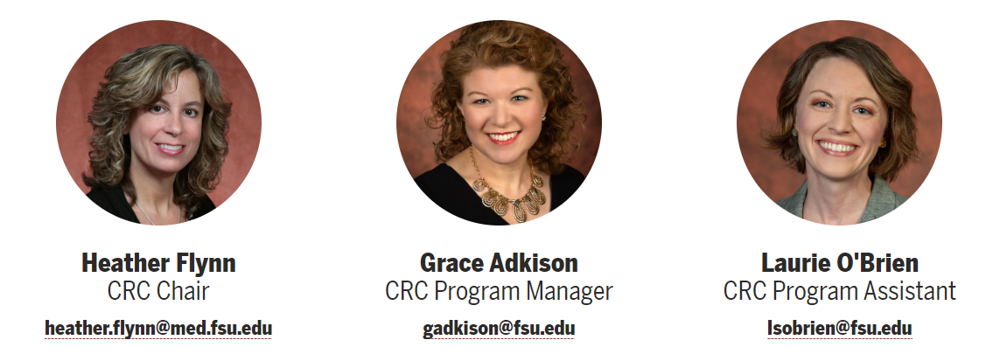 Heather Flynn
CRC Chair
heather.flynn@med.fsu.edu
Grace Adkison
CRC Program Manager
gadkison@fsu.edu
Laurie O'Brien
CRC Program Assistant
lsobrien@fsu.edu